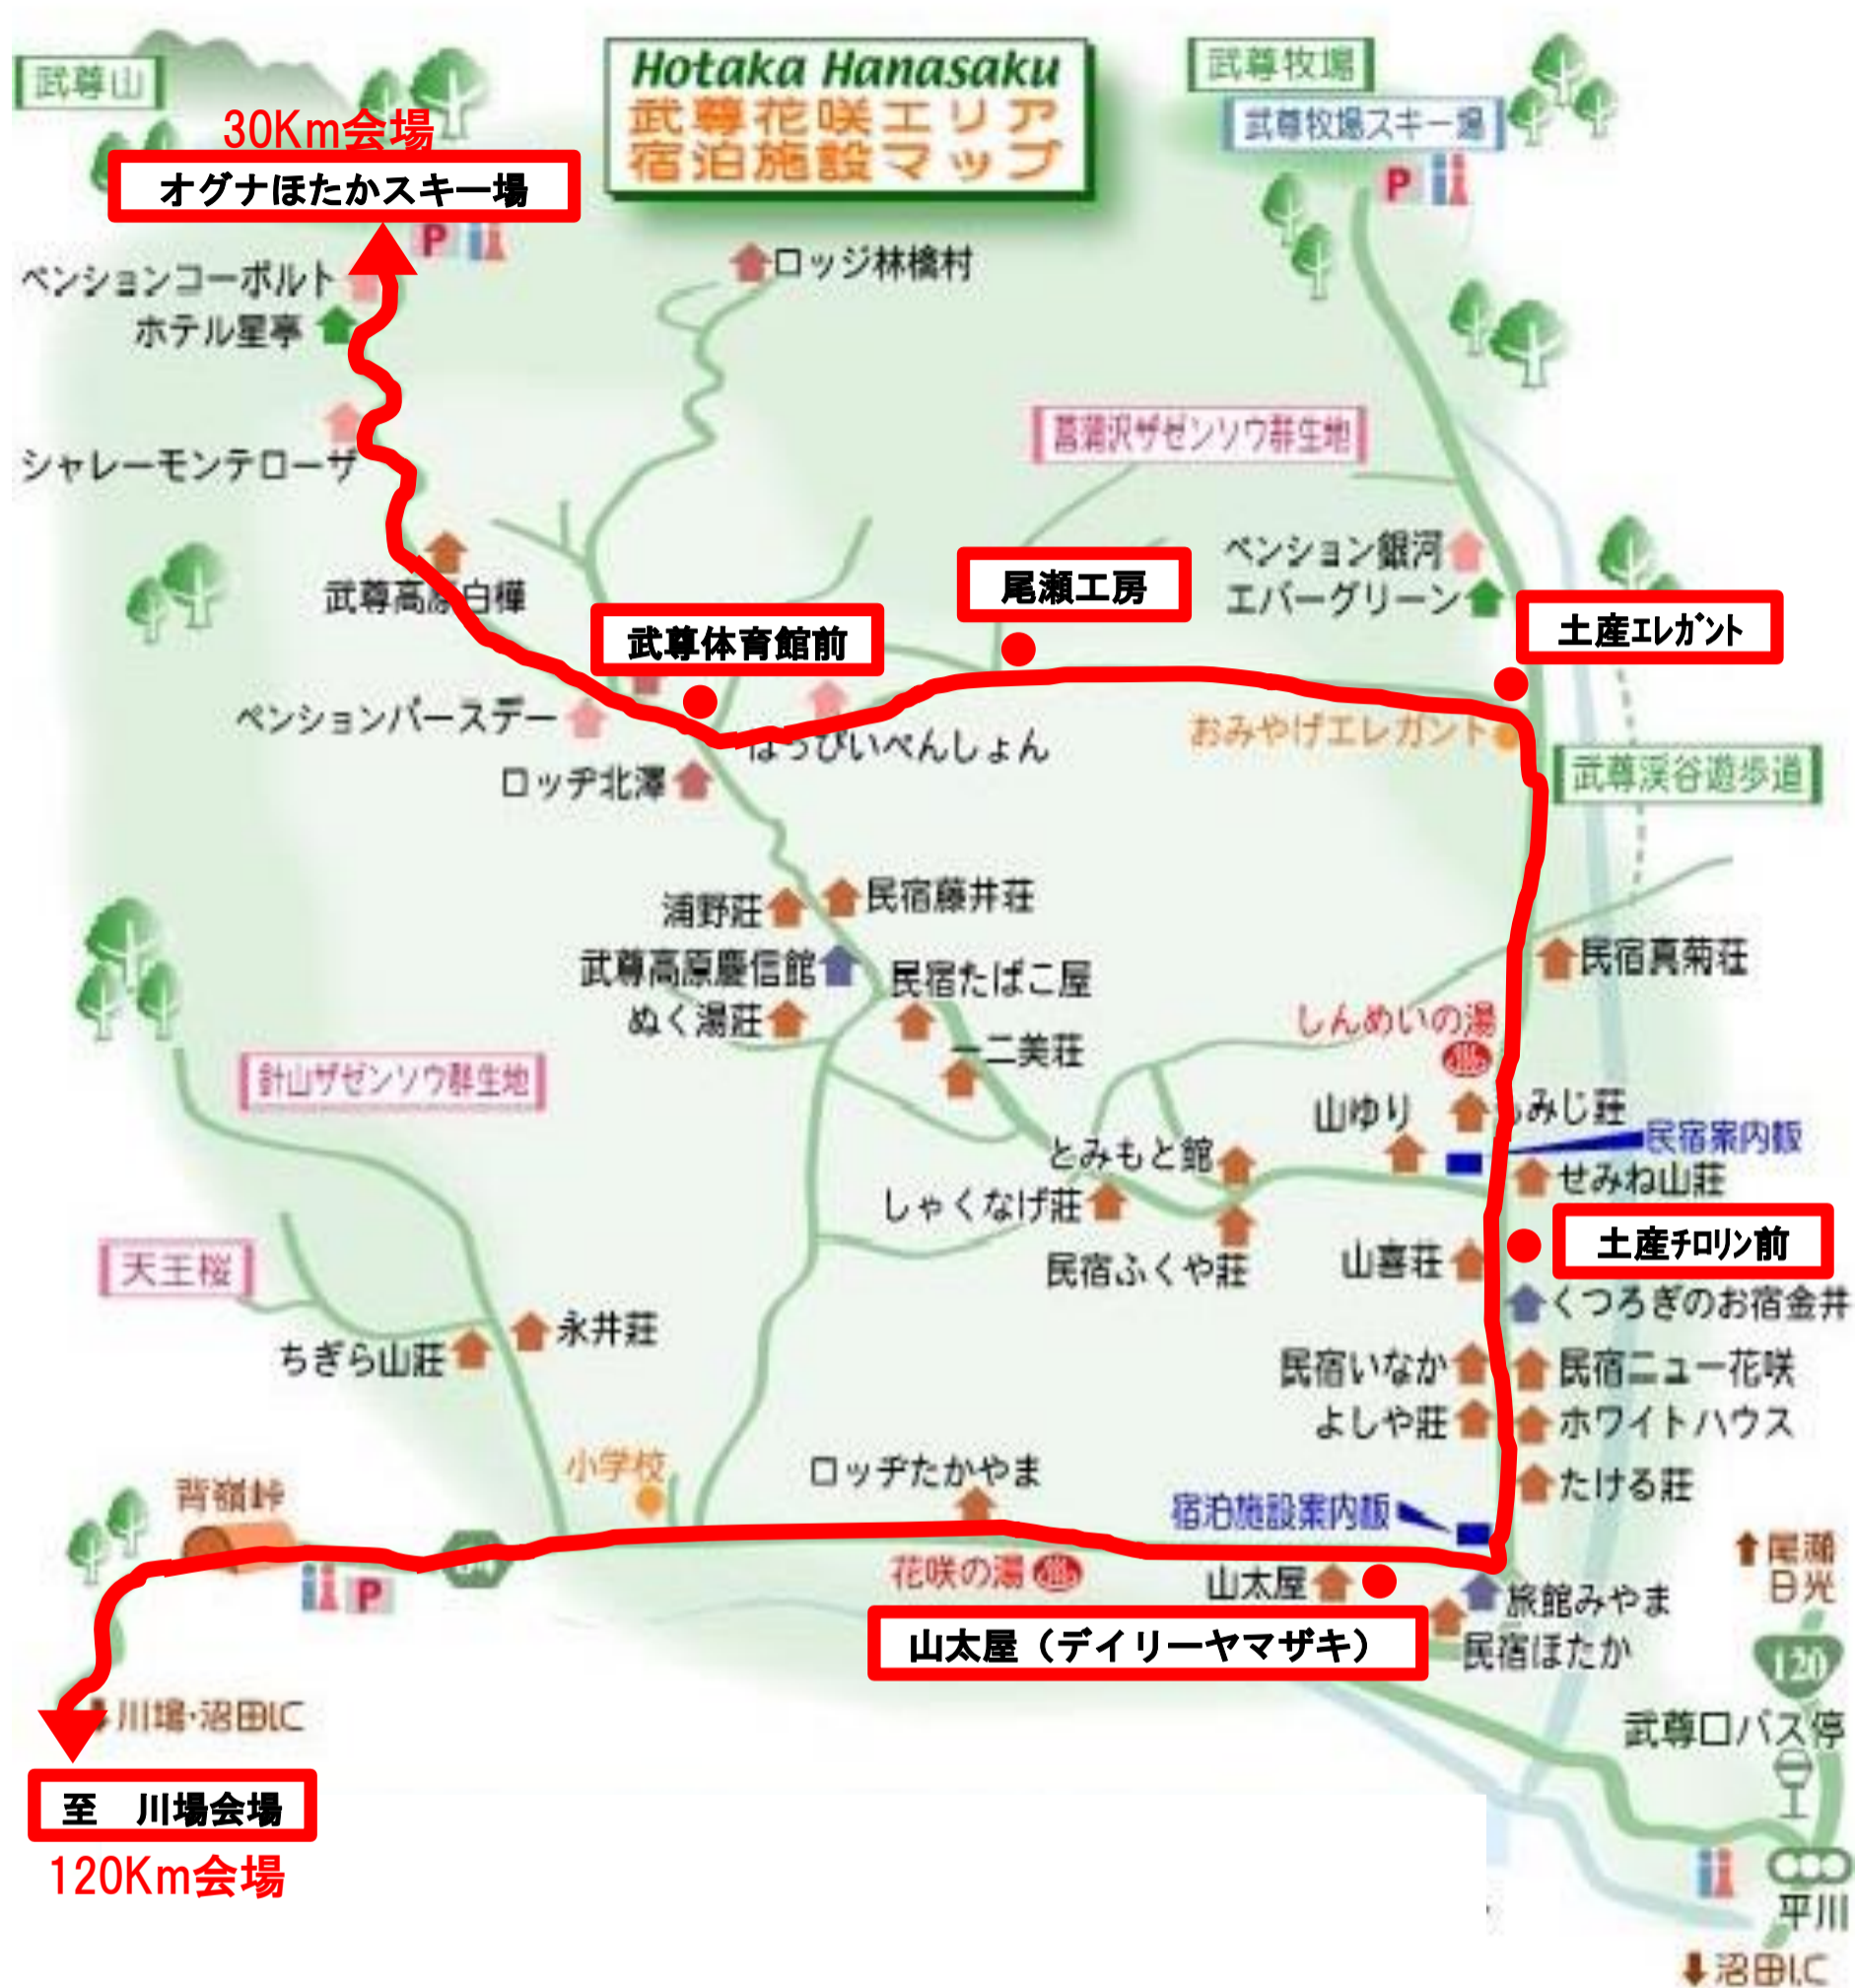 武尊山
30Km会場
オグナほたかスキー場
P
Hotaka Hanasaku
武尊花咲エリア
宿泊施設マップ
武尊牧場
武尊牧場スキー場
P
ペンションコーボルト
ホテル星亭
ロッジ林檎村
シャレーモンテローザ
菖蒲沢ザゼンソウ群生地
武尊高原白樺
武尊体育館前
尾瀬工房
ペンション銀河
エバーグリーン
土産エレガント
ペンションバースデー
はっぴいぺんしょん
おみやげエレガント
ロッヂ北澤
武尊渓谷遊歩道
浦野荘
民宿藤井荘
武尊高原慶信館
民宿たばこ屋
ぬく湯荘
一二美荘
民宿真菊荘
しんめいの湯
針山ザゼンソウ群生地
山ゆり
もみじ荘
民宿案内板
とみもと館
せみね山荘
しゃくなげ荘
土産チロリン前
民宿ふくや荘
山喜荘
くつろぎのお宿金井
天王桜
ちぎら山荘
永井荘
民宿いなか
民宿ニュー花咲
よしや荘
ホワイトハウス
小学校
ロッヂたかやま
たける荘
背嶺峠
宿泊施設案内板
P
花咲の湯
山太屋
旅館みやま
民宿ほたか
山太屋（デイリーヤマザキ）
尾瀬
日光
120
武尊口バス停
川場・沼田I.C
至　川場会場
120Km会場
平川
沼田I.C